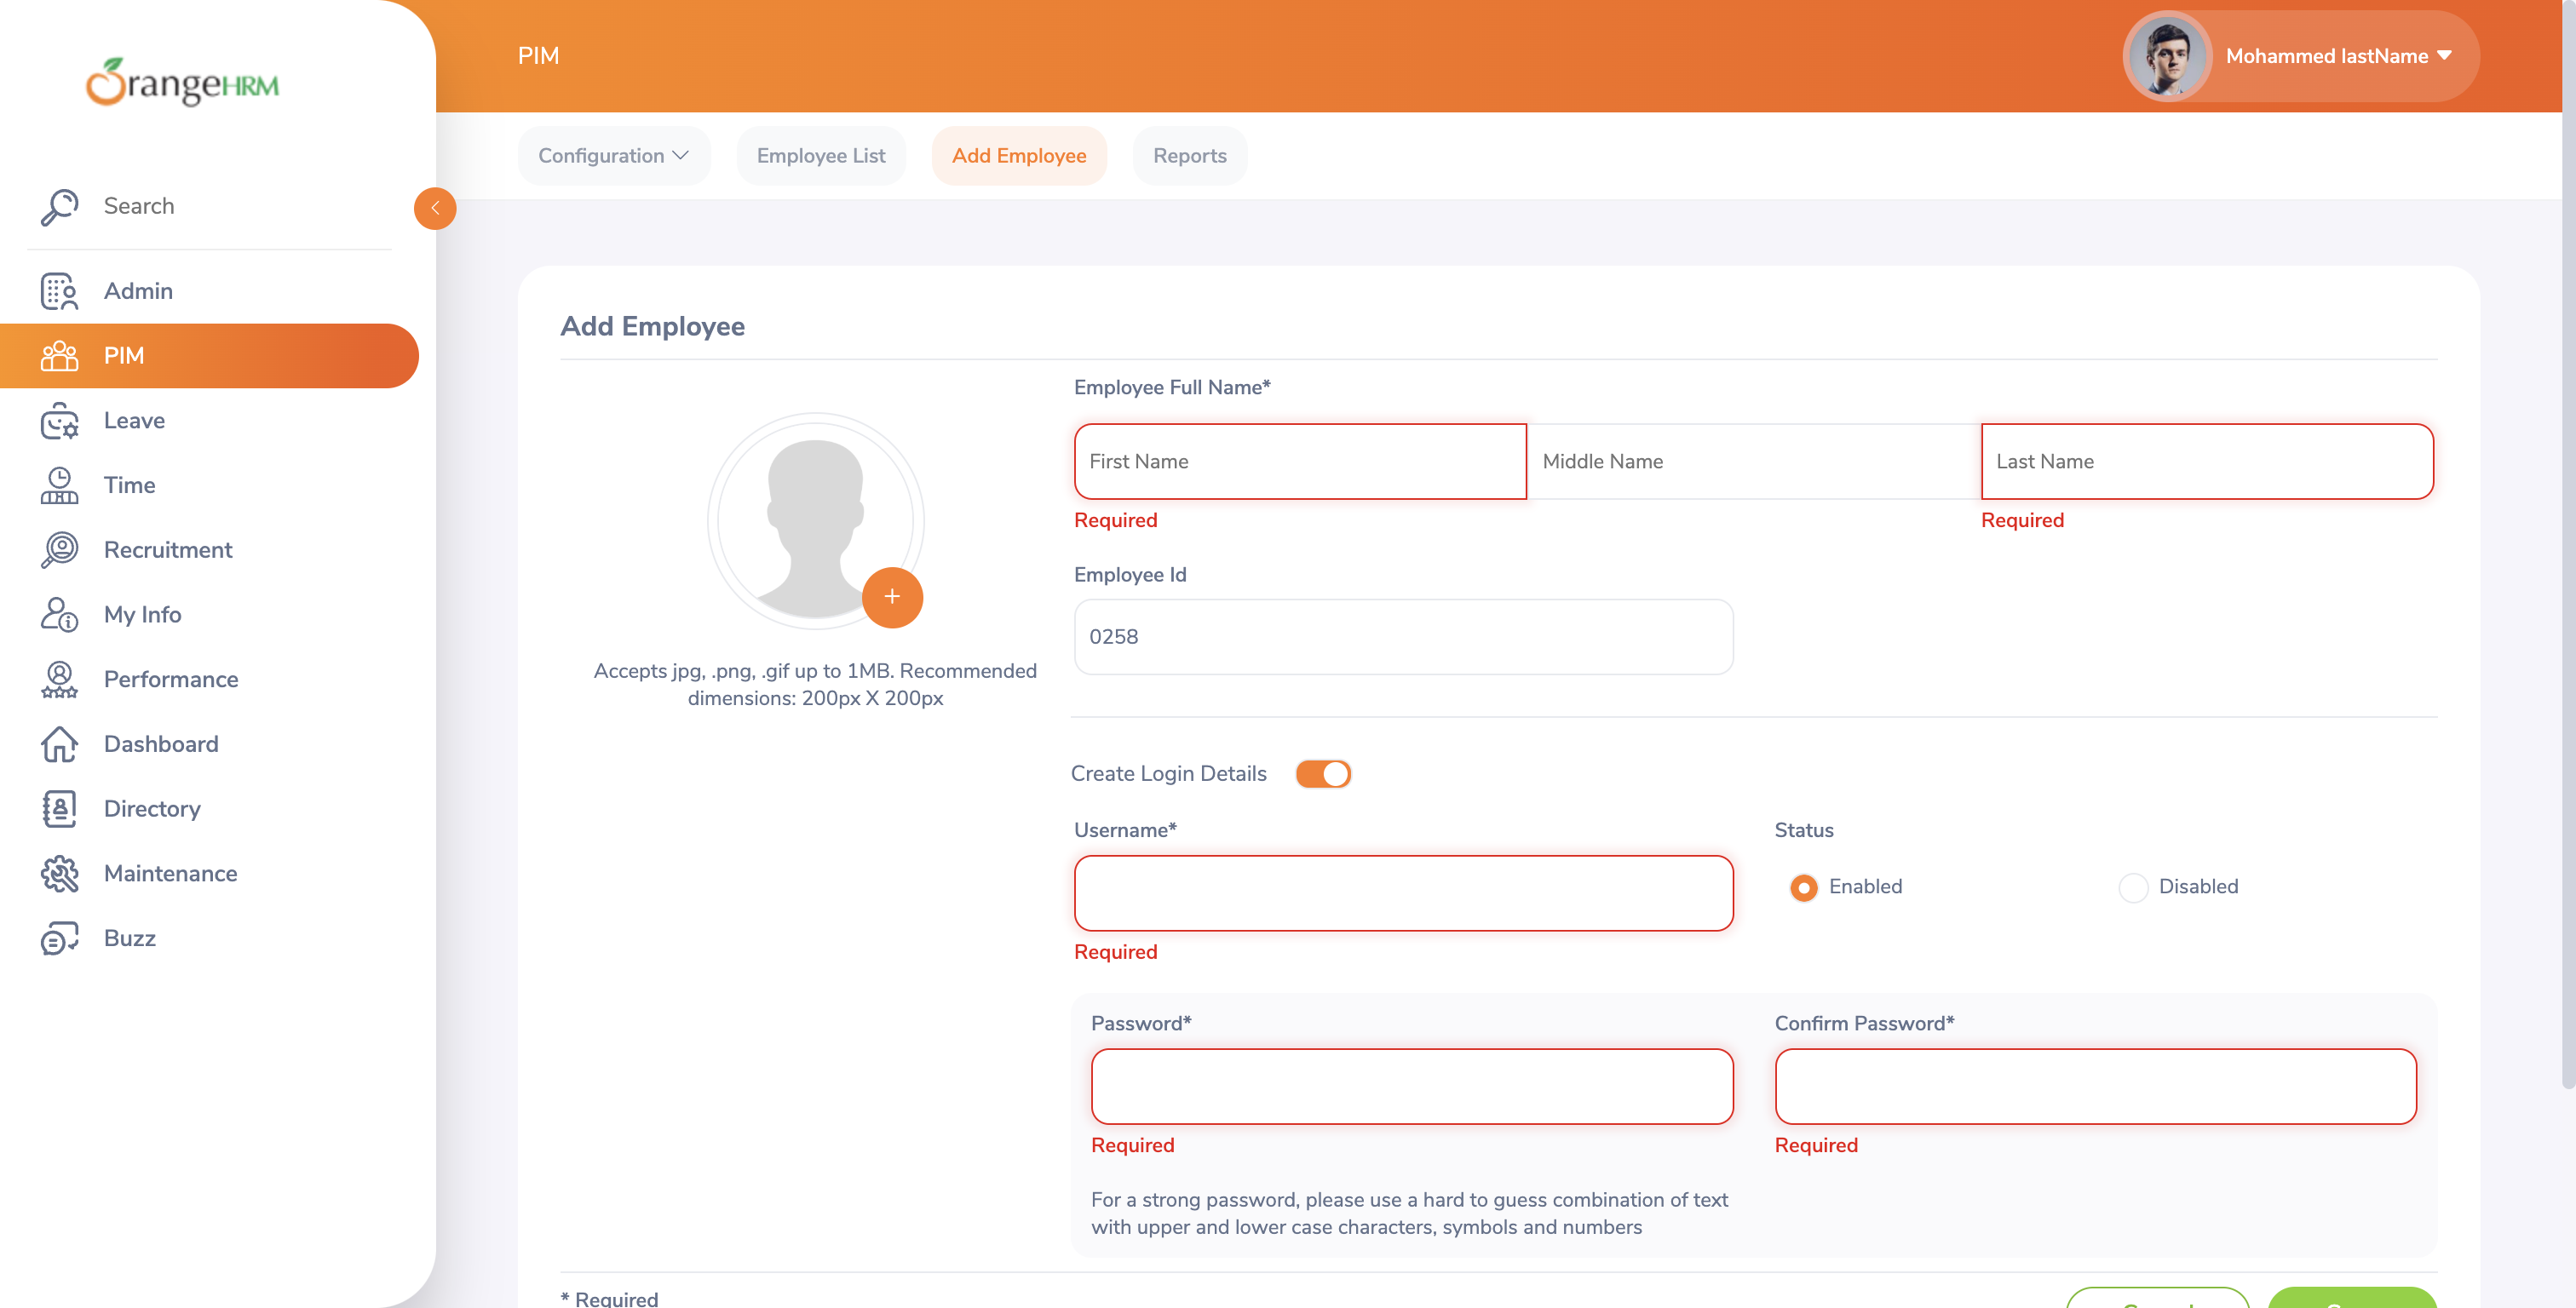 OrangeHRM
PIM
Mohammed lastName
Configuration
Employee List
Add Employee
Reports
Search
Admin
PIM
Leave
Time
Recruitment
My Info
Performance
Dashboard
Directory
Maintenance
Buzz
Add Employee
Accepts jpg, .png, .gif up to 1MB. Recommended
dimensions: 200px X 200px
Employee Full Name*
First Name
Middle Name
Last Name
Required
Required
Employee Id
0258
Create Login Details
Username*
Required
Status
Enabled
Disabled
Password*
Required
Confirm Password*
Required
For a strong password, please use a hard to guess combination of text
with upper and lower case characters, symbols and numbers
* Required